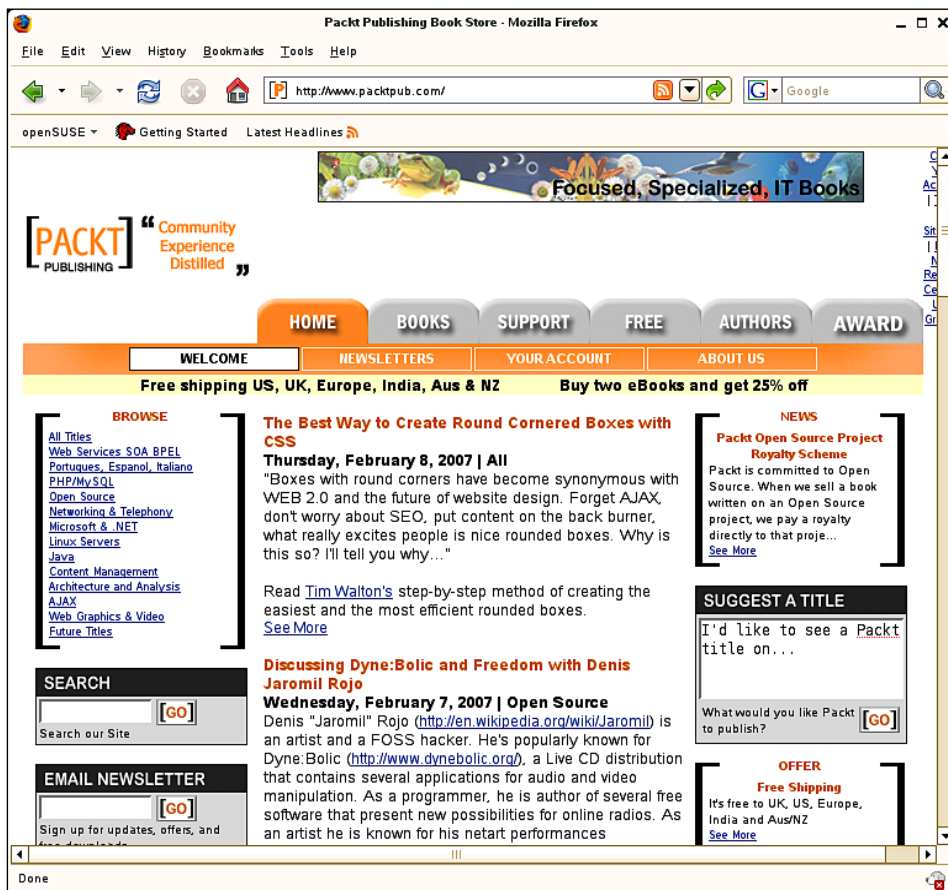 Packt Publishing Book Store - Mozilla Firefox
File Edit View History Bookmarks Tools Help
http://www.packtpub.com/
G Google
openSUSE Getting Started Latest Headlines
Focused, Specialized, IT Books
[PACKT]
PUBLISHING
“ Community
Experience
Distilled ”
C
Y
Ac
|
Sit
|
N
Re
Ce
U
Gr
HOME BOOKS SUPPORT FREE AUTHORS AWARD
WELCOME NEWSLETTERS YOUR ACCOUNT ABOUT US
Free shipping US, UK, Europe, India, Aus & NZ Buy two eBooks and get 25% off
BROWSE
All Titles
Web Services SOA BPEL
Portugues, Espanol, Italiano
PHP/MySQL
Open Source
Networking & Telephony
Microsoft & .NET
Linux Servers
Java
Content Management
Architecture and Analysis
AJAX
Web Graphics & Video
Future Titles
SEARCH
[GO]
Search our Site
EMAIL NEWSLETTER
[GO]
Sign up for updates, offers, and
free downloads
The Best Way to Create Round Cornered Boxes with
CSS
Thursday, February 8, 2007 | All
"Boxes with round corners have become synonymous with
WEB 2.0 and the future of website design. Forget AJAX,
don't worry about SEO, put content on the back burner,
what really excites people is nice rounded boxes. Why is
this so? I'll tell you why..."
Read Tim Walton's step-by-step method of creating the
easiest and the most efficient rounded boxes.
See More
Discussing Dyne:Bolic and Freedom with Denis
Jaromil Rojo
Wednesday, February 7, 2007 | Open Source
Denis "Jaromil" Rojo (http://en.wikipedia.org/wiki/Jaromil) is
an artist and a FOSS hacker. He's popularly known for
Dyne:Bolic (http://www.dynebolic.org/), a Live CD distribution
that contains several applications for audio and video
manipulation. As a programmer, he is author of several free
software that present new possibilities for online radios. As
an artist he is known for his netart performances
NEWS
Packt Open Source Project
Royalty Scheme
Packt is committed to Open
Source. When we sell a book
written on an Open Source
project, we pay a royalty
directly to that proje...
See More
SUGGEST A TITLE
I'd like to see a Packt
title on...
What would you like Packt
to publish?
[GO]
OFFER
Free Shipping
It's free to UK, US, Europe,
India and Aus/NZ
See More
Done